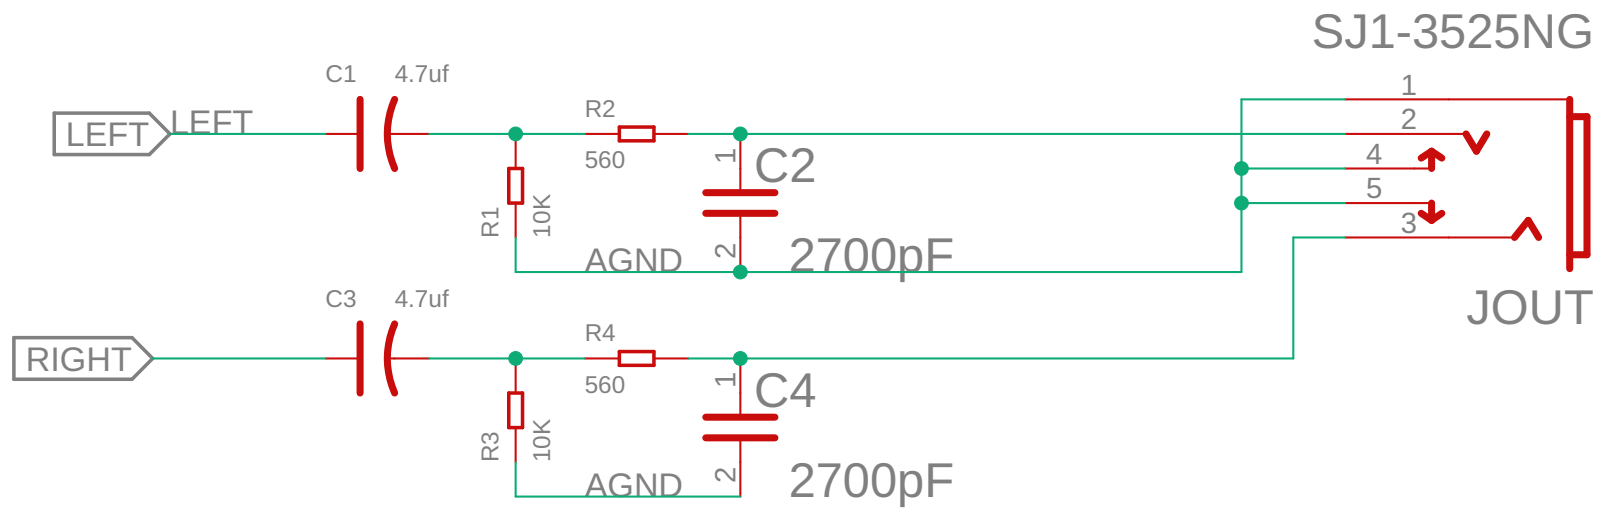 SJ1-3525NG
C1 4.7uf
LEFT LEFT
R2
560
R1
10K
1
C2
2
2700pF
AGND
1
2
4
5
3
JOUT
C3 4.7uf
RIGHT
R4
560
R3
10K
1
C4
2
2700pF
AGND